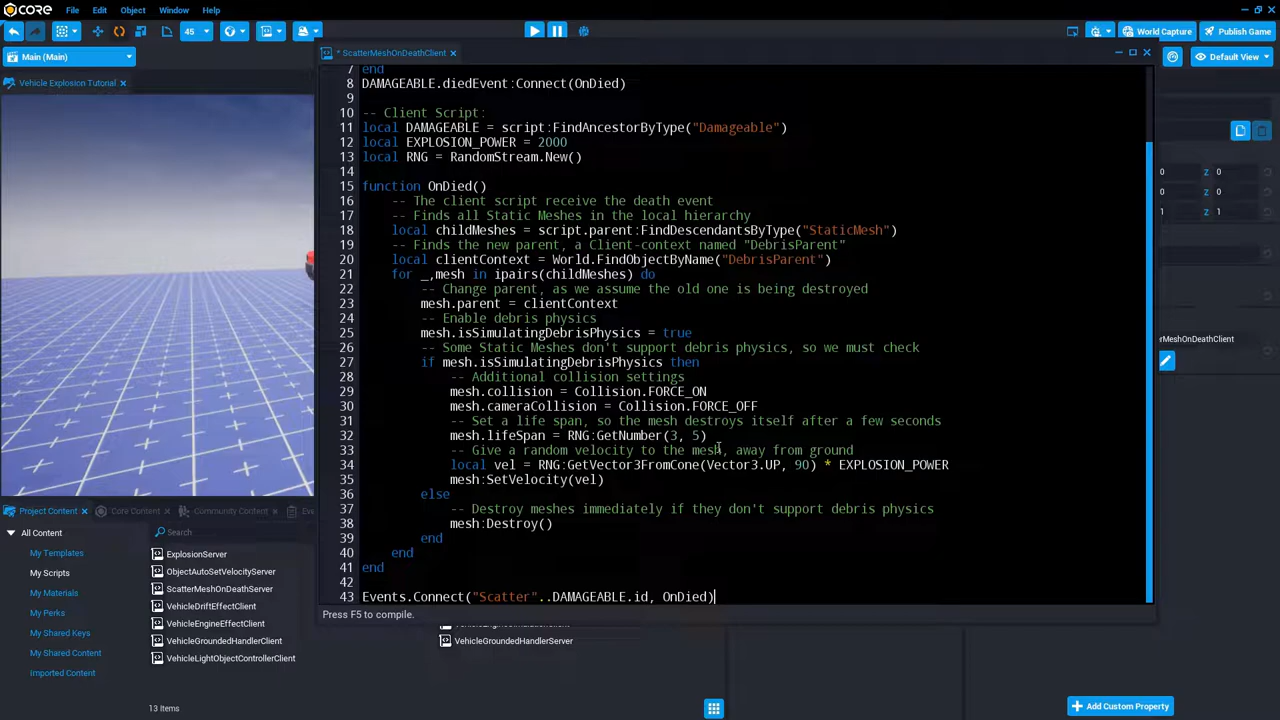 CORE File Edit Object Window Help
45 World Capture Publish Game
Main (Main) * ScatterMeshOnDeathClient Default View
Vehicle Explosion Tutorial
7 end
8 DAMAGEABLE.diedEvent:Connect(OnDied)
9
10 -- Client Script:
11 local DAMAGEABLE = script:FindAncestorByType("Damageable")
12 local EXPLOSION_POWER = 2000
13 local RNG = RandomStream.New()
14
15 function OnDied()
16 -- The client script receive the death event
17 -- Finds all Static Meshes in the local hierarchy
18 local childMeshes = script.parent:FindDescendantsByType("StaticMesh")
19 -- Finds the new parent, a Client-context named "DebrisParent"
20 local clientContext = World.FindObjectByName("DebrisParent")
21 for _,mesh in ipairs(childMeshes) do
22 -- Change parent, as we assume the old one is being destroyed
23 mesh.parent = clientContext
24 -- Enable debris physics
25 mesh.isSimulatingDebrisPhysics = true
26 -- Some Static Meshes don't support debris physics, so we must check
27 if mesh.isSimulatingDebrisPhysics then
28 -- Additional collision settings
29 mesh.collision = Collision.FORCE_ON
30 mesh.cameraCollision = Collision.FORCE_OFF
31 -- Set a life span, so the mesh destroys itself after a few seconds
32 mesh.lifeSpan = RNG:GetNumber(3, 5)
33 -- Give a random velocity to the mesh, away from ground
34 local vel = RNG:GetVector3FromCone(Vector3.UP, 90) * EXPLOSION_POWER
35 mesh:SetVelocity(vel)
36 else
37 -- Destroy meshes immediately if they don't support debris physics
38 mesh:Destroy()
39 end
40 end
41 end
42
43 Events.Connect("Scatter"..DAMAGEABLE.id, OnDied)
Press F5 to compile.
0 Z 0
0 Z 0
1 Z 1
erMeshOnDeathClient
Project Content Core Content Community Content Ev
All Content Search
My Templates
My Scripts
My Materials
My Perks
My Shared Keys
My Shared Content
Imported Content
ExplosionServer
ObjectAutoSetVelocityServer
ScatterMeshOnDeathServer
VehicleDriftEffectClient
VehicleEngineEffectClient
VehicleGroundedHandlerClient
VehicleLightObjectControllerClient
VehicleGroundedHandlerServer
13 Items
Add Custom Property